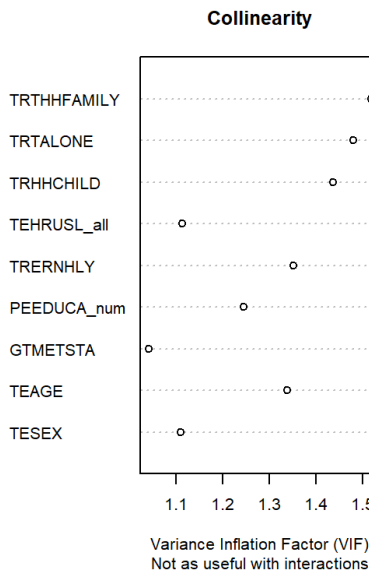 Collinearity
TRTHHFAMILY
TRTALONE
TRHHCHILD
TEHRUSL_all
TRERNHLY
PEEDUCA_num
GTMETSTA
TEAGE
TESEX
1.1 1.2 1.3 1.4 1.5
Variance Inflation Factor (VIF)
Not as useful with interactions